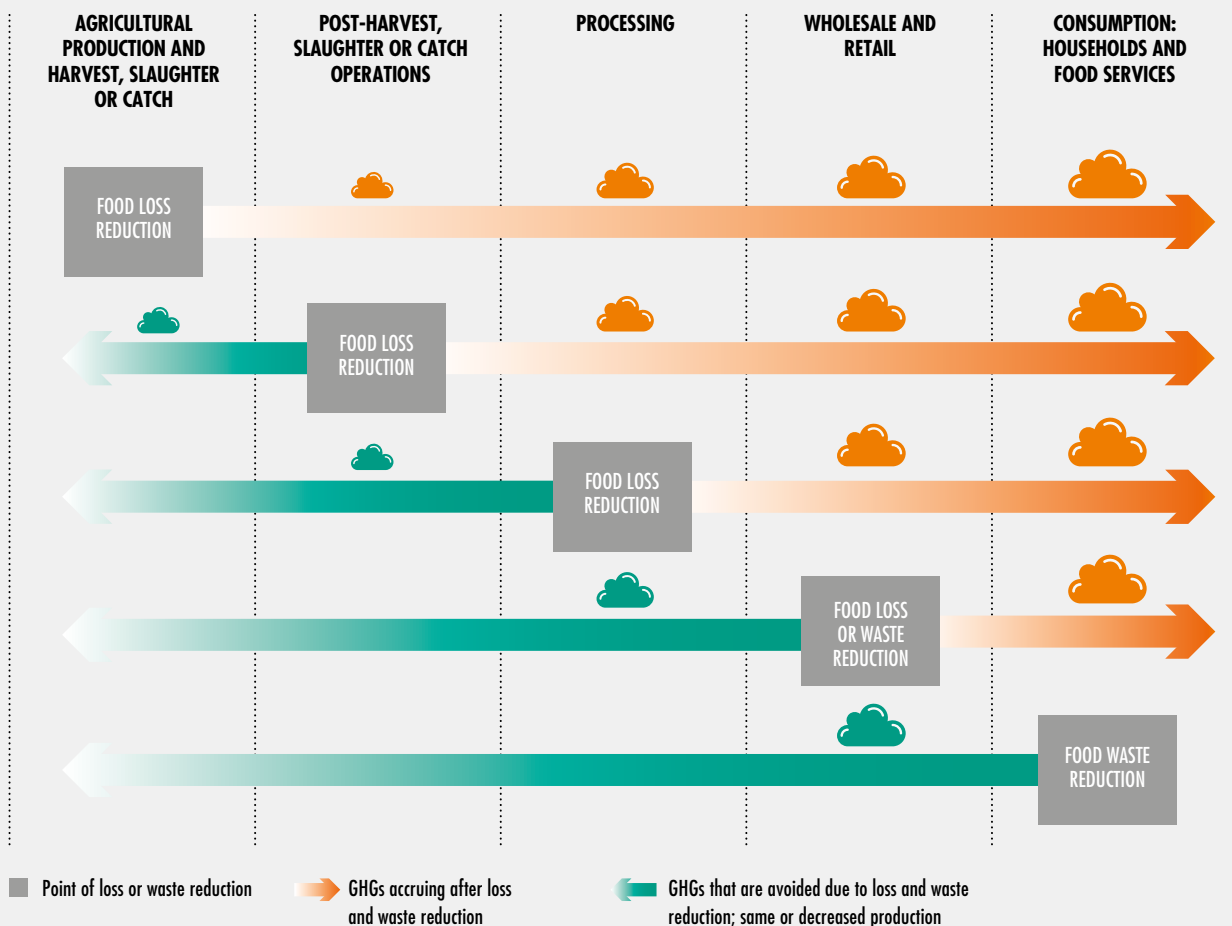 AGRICULTURAL
PRODUCTION AND
HARVEST, SLAUGHTER
OR CATCH
POST-HARVEST,
SLAUGHTER OR CATCH
OPERATIONS
PROCESSING
WHOLESALE AND
RETAIL
CONSUMPTION:
HOUSEHOLDS AND
FOOD SERVICES
FOOD LOSS
REDUCTION
FOOD LOSS
REDUCTION
FOOD LOSS
REDUCTION
FOOD LOSS
OR WASTE
REDUCTION
FOOD WASTE
REDUCTION
Point of loss or waste reduction
GHGs accruing after loss
and waste reduction
GHGs that are avoided due to loss and waste
reduction; same or decreased production